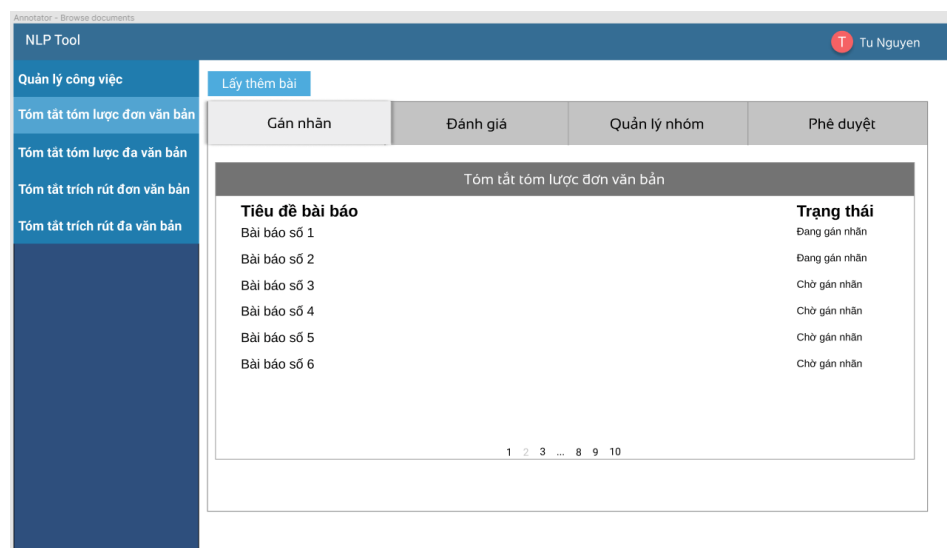 Annotator - Browse documents
NLP Tool
T Tu Nguyen
Quản lý công việc
Tóm tắt tóm lược đơn văn bản
Tóm tắt tóm lược đa văn bản
Tóm tắt trích rút đơn văn bản
Tóm tắt trích rút đa văn bản
Lấy thêm bài
Gán nhãn Đánh giá Quản lý nhóm Phê duyệt
Tóm tắt tóm lược đơn văn bản
Tiêu đề bài báo Trạng thái
Bài báo số 1 Đang gán nhãn
Bài báo số 2 Đang gán nhãn
Bài báo số 3 Chờ gán nhãn
Bài báo số 4 Chờ gán nhãn
Bài báo số 5 Chờ gán nhãn
Bài báo số 6 Chờ gán nhãn
1 2 3 ... 8 9 10